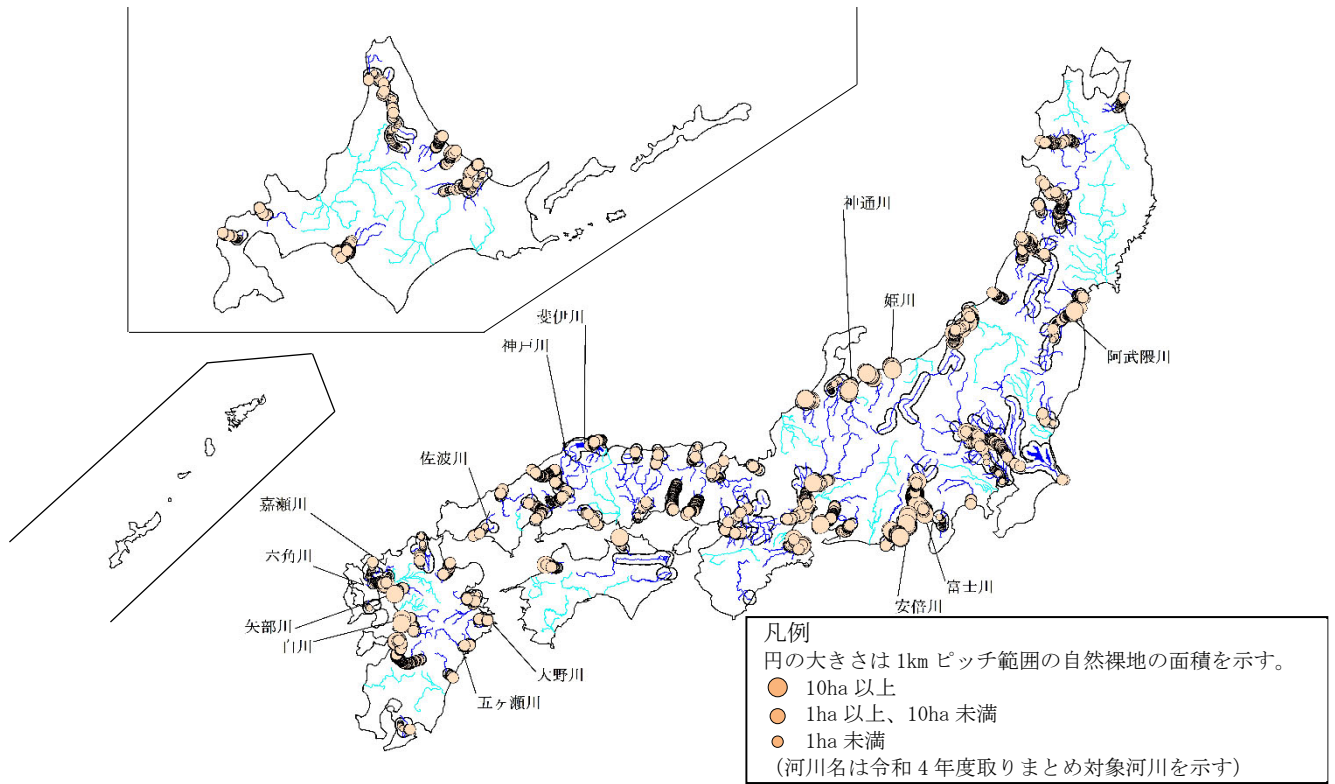 神通川
斐伊川
姫川
神戸川
阿武隈川
佐波川
嘉瀬川
六角川
富士川
安倍川
矢部川
白川
大野川
五ヶ瀬川
凡例
円の大きさは1kmピッチ範囲の自然裸地の面積を示す。
10ha 以上
1ha 以上、10ha 未満
1ha 未満
(河川名は令和4年度取りまとめ対象河川を示す)